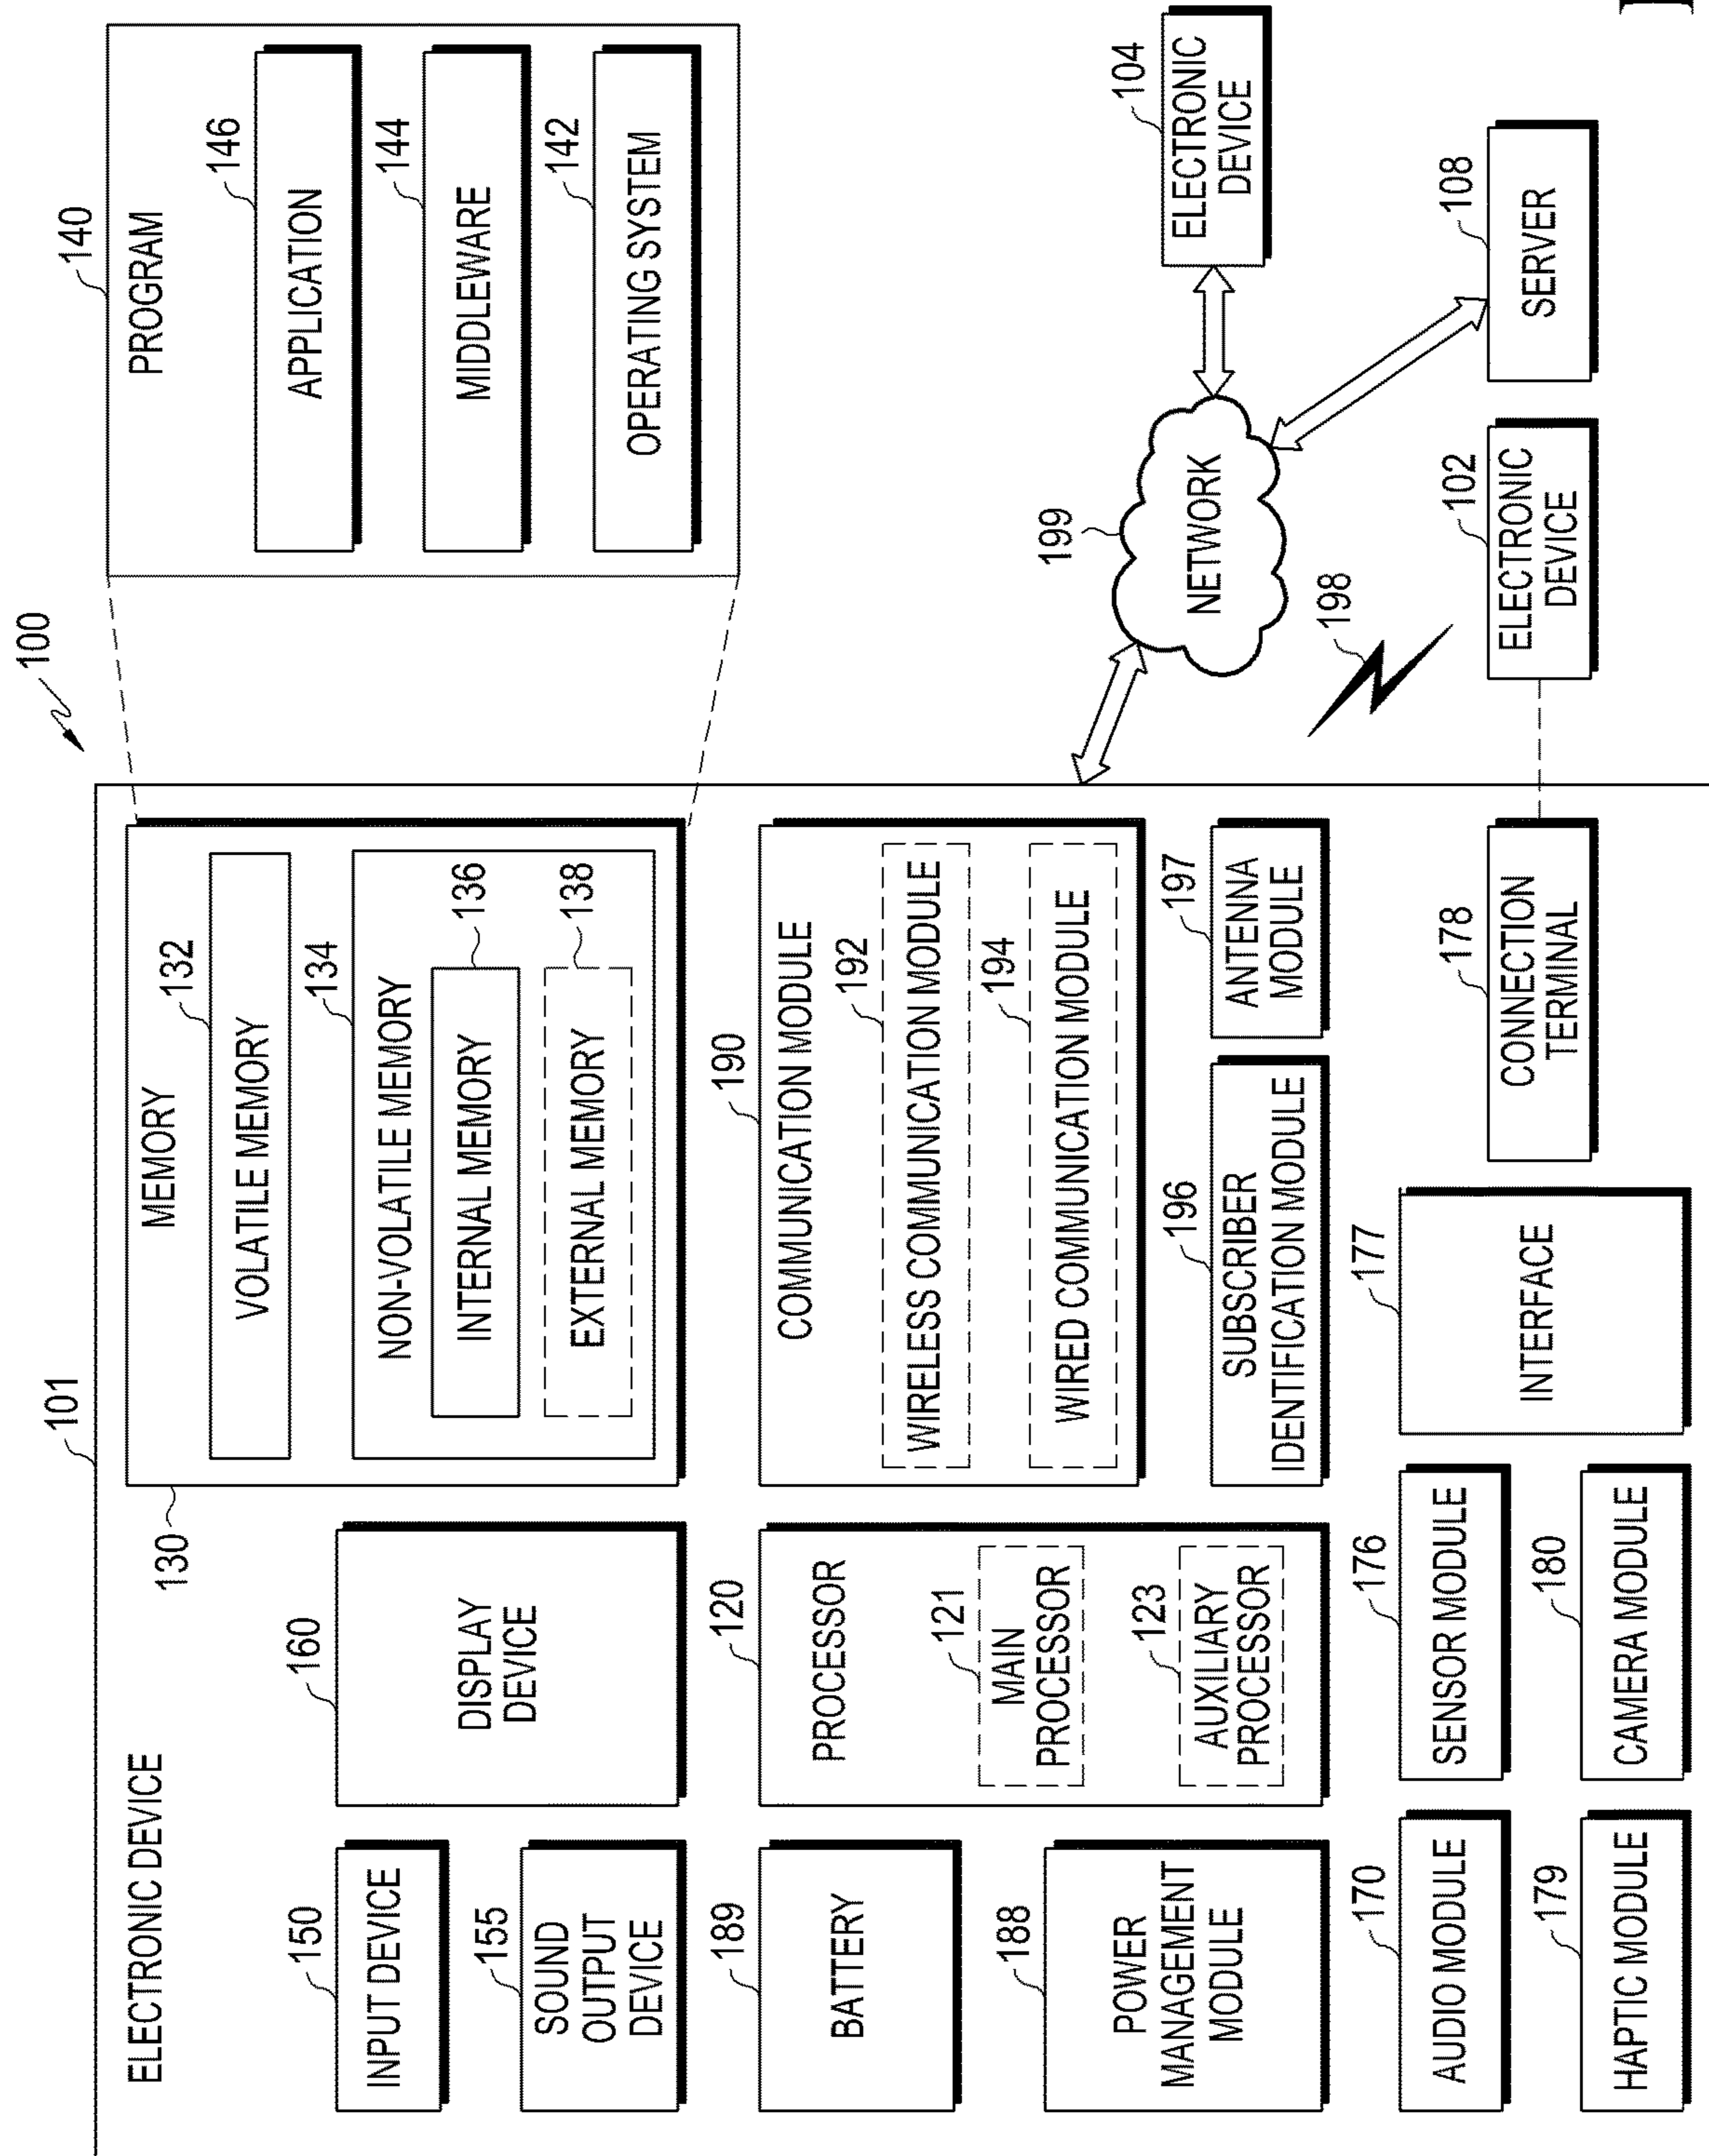 100
101
ELECTRONIC DEVICE
130
MEMORY
132
VOLATILE MEMORY
134
NON-VOLATILE MEMORY
136
INTERNAL MEMORY
138
EXTERNAL MEMORY
140
PROGRAM
146
APPLICATION
144
MIDDLEWARE
142
OPERATING SYSTEM
150
INPUT DEVICE
155
SOUND
OUTPUT
DEVICE
160
DISPLAY
DEVICE
189
BATTERY
188
POWER
MANAGEMENT
MODULE
120
PROCESSOR
121
MAIN
PROCESSOR
123
AUXILIARY
PROCESSOR
190
COMMUNICATION MODULE
192
WIRELESS COMMUNICATION MODULE
194
WIRED COMMUNICATION MODULE
196
SUBSCRIBER
IDENTIFICATION MODULE
197
ANTENNA
MODULE
170
AUDIO MODULE
176
SENSOR MODULE
179
HAPTIC MODULE
180
CAMERA MODULE
177
INTERFACE
178
CONNECTION
TERMINAL
199
NETWORK
104
ELECTRONIC
DEVICE
198
102
ELECTRONIC
DEVICE
108
SERVER